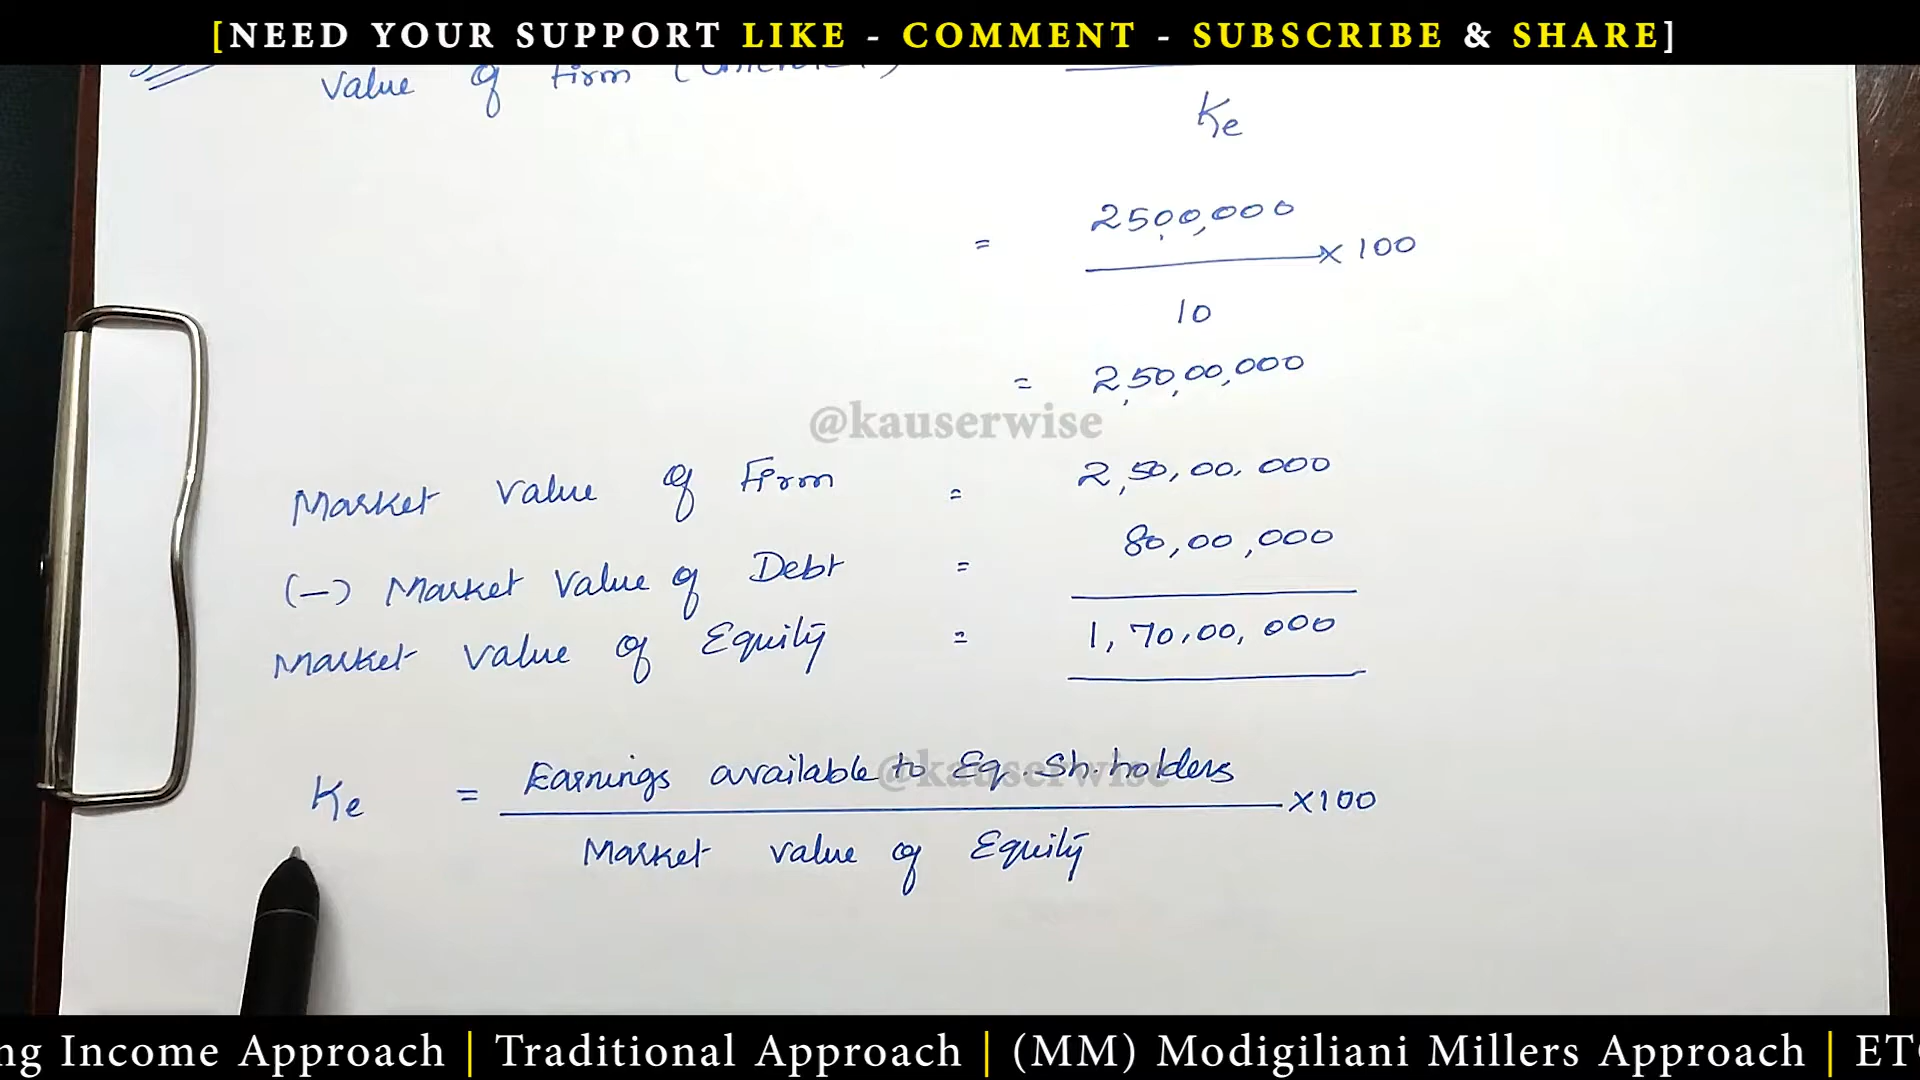 [NEED YOUR SUPPORT LIKE - COMMENT - SUBSCRIBE & SHARE]
Value of Firm
Ke
= 25,00,000 × 100
10
= 2,50,00,000
@kauserwise
Market Value of Firm = 2,50,00,000
(-) Market Value of Debt = 80,00,000
Market Value of Equity = 1,70,00,000
@kauserwise
Ke = Earnings available to Eq. Sh. holders ×100
Market Value of Equity
ng Income Approach | Traditional Approach | (MM) Modigiliani Millers Approach | ET